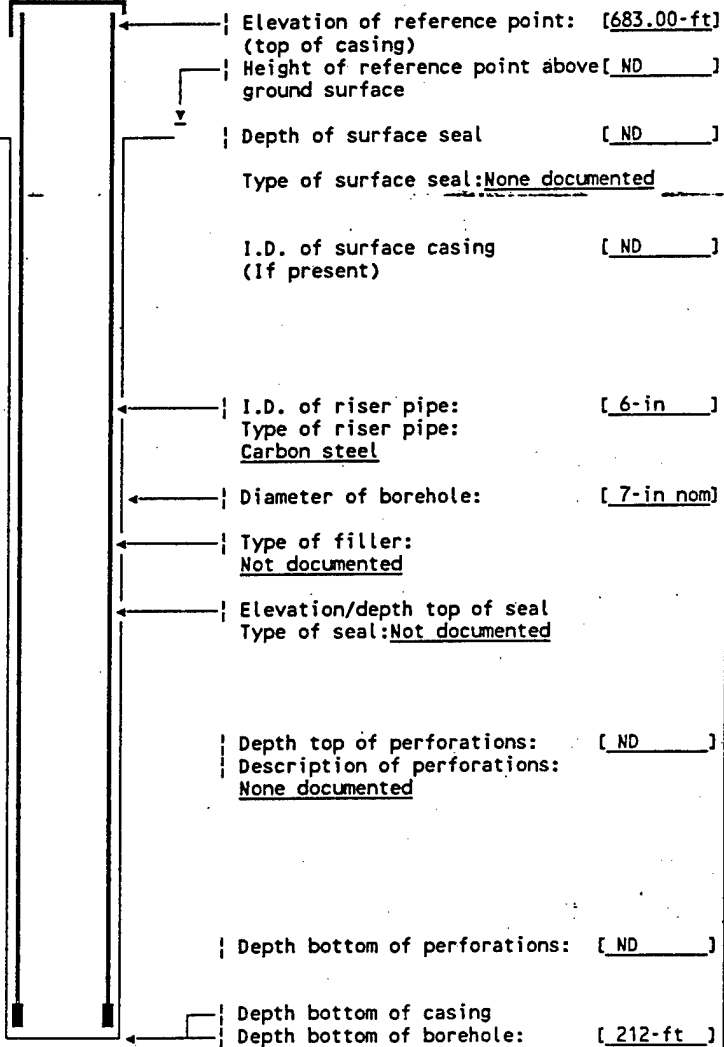 Elevation of reference point: [683.00-ft]
(top of casing)
Height of reference point above[ ND ]
ground surface
Depth of surface seal [ ND ]
Type of surface seal:None documented
I.D. of surface casing [ ND ]
(If present)
I.D. of riser pipe: [ 6-in ]
Type of riser pipe:
Carbon steel
Diameter of borehole: [ 7-in nom]
Type of filler:
Not documented
Elevation/depth top of seal
Type of seal:Not documented
Depth top of perforations: [ ND ]
Description of perforations:
None documented
Depth bottom of perforations: [ ND ]
Depth bottom of casing
Depth bottom of borehole: [ 212-ft ]